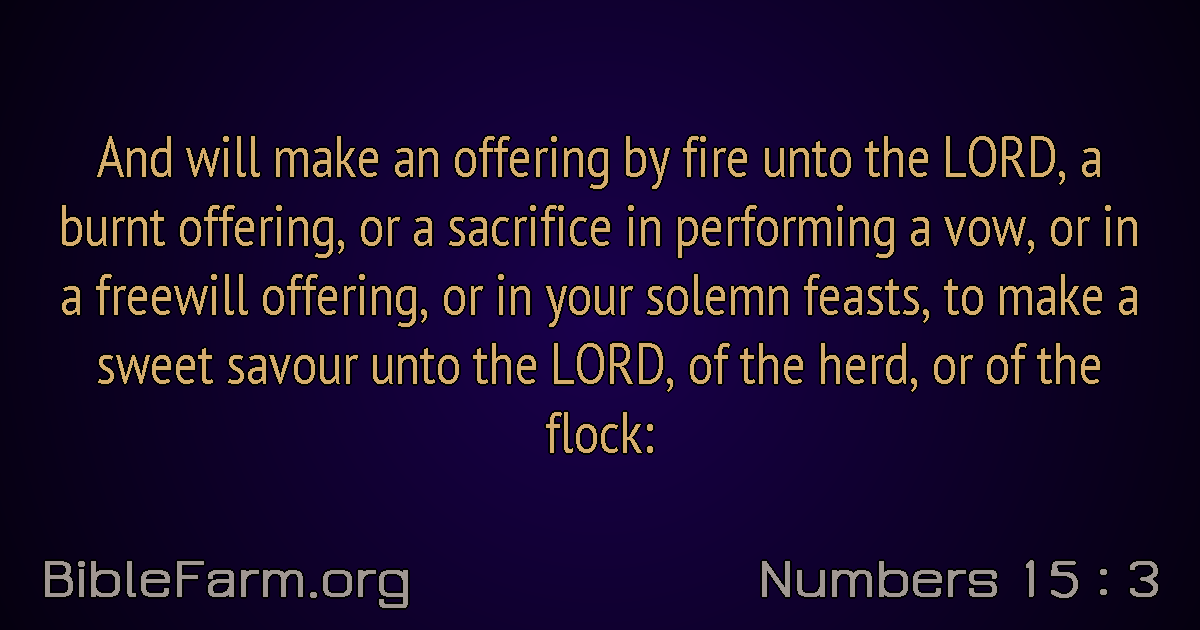 And will make an offering by fire unto the LORD, a
burnt offering, or a sacrifice in performing a vow, or in
a freewill offering, or in your solemn feasts, to make a
sweet savour unto the LORD, of the herd, or of the
flock:
BibleFarm.org
Numbers 15 : 3